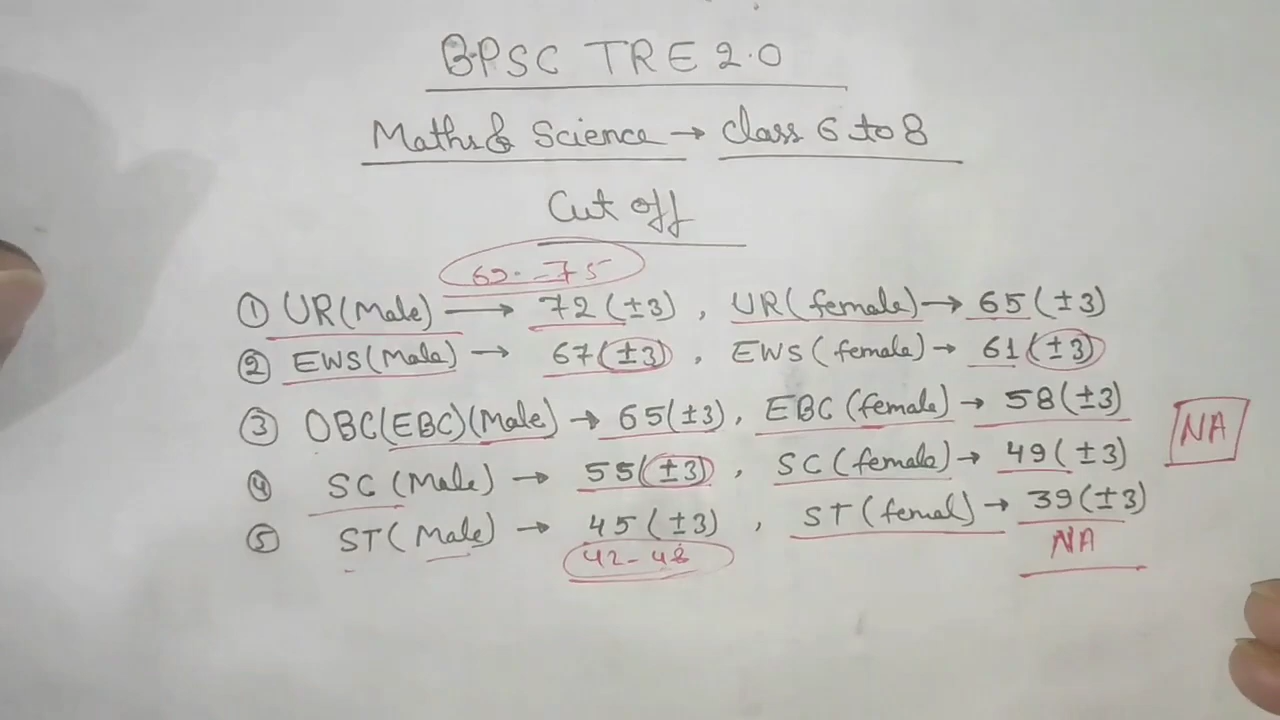 BPSC TRE 2.0
Maths & Science → Class 6 to 8
Cut off
69 - 75
① UR(Male) → 72 (±3) , UR(female) → 65(±3)
② EWS(Male) → 67(±3) , EWS(female) → 61(±3)
③ OBC(EBC)(Male) → 65(±3), EBC(female) → 58(±3)
NA
④ SC(Male) → 55(±3) , SC(female) → 49(±3)
⑤ ST(Male) → 45(±3) , ST(femal) → 39(±3)
42 - 48 NA